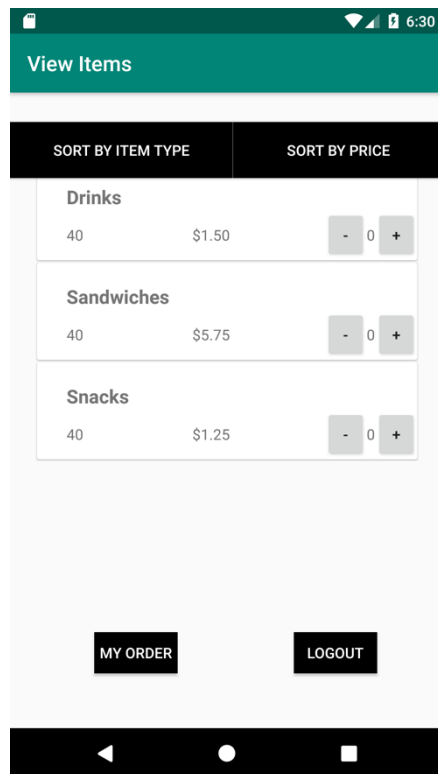 6:30
View Items
SORT BY ITEM TYPE SORT BY PRICE
Drinks
40 $1.50 - 0 +
Sandwiches
40 $5.75 - 0 +
Snacks
40 $1.25 - 0 +
MY ORDER LOGOUT